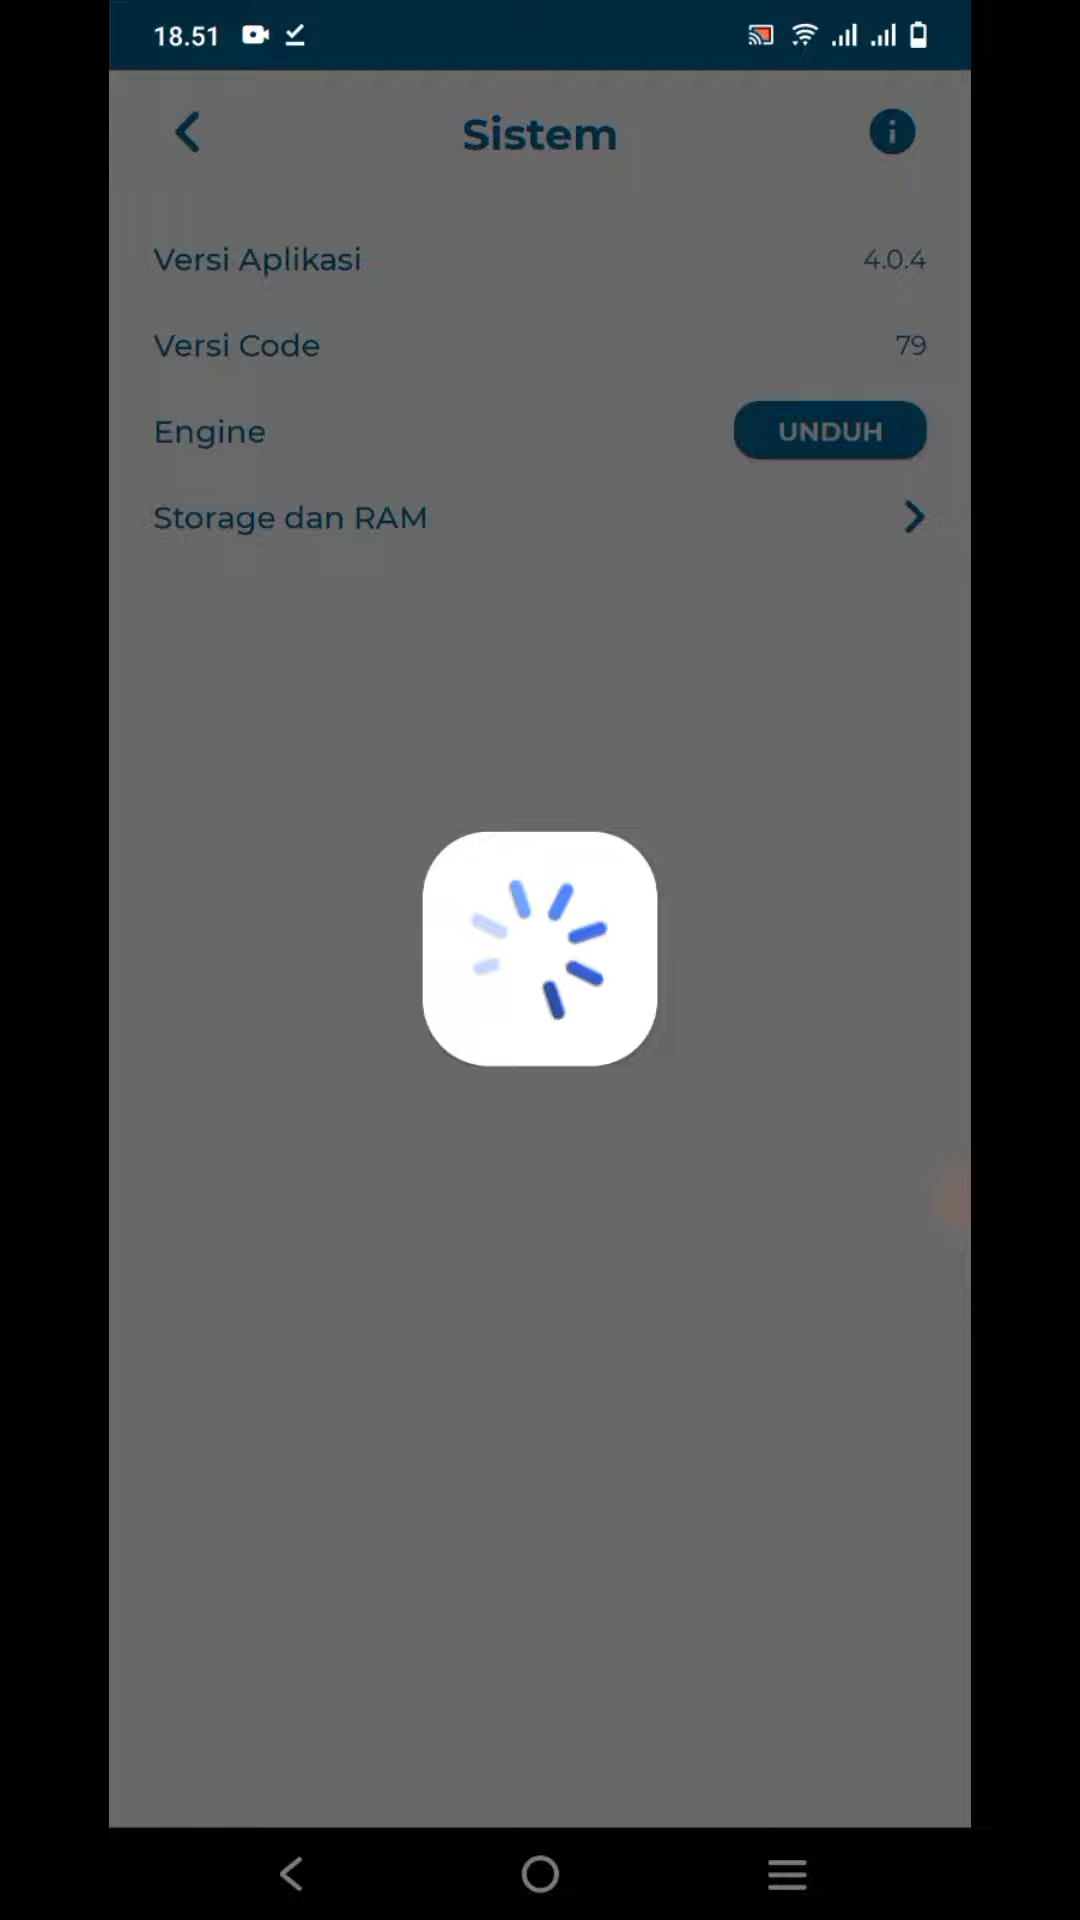 18.51
Sistem
Versi Aplikasi 4.0.4
Versi Code 79
Engine UNDUH
Storage dan RAM